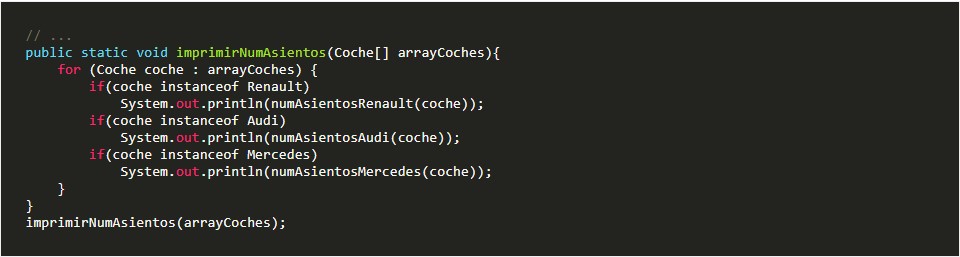 // ...
public static void imprimirNumAsientos(Coche[] arrayCoches){
    for (Coche coche : arrayCoches) {
        if(coche instanceof Renault)
            System.out.println(numAsientosRenault(coche));
        if(coche instanceof Audi)
            System.out.println(numAsientosAudi(coche));
        if(coche instanceof Mercedes)
            System.out.println(numAsientosMercedes(coche));
    }
}
imprimirNumAsientos(arrayCoches);